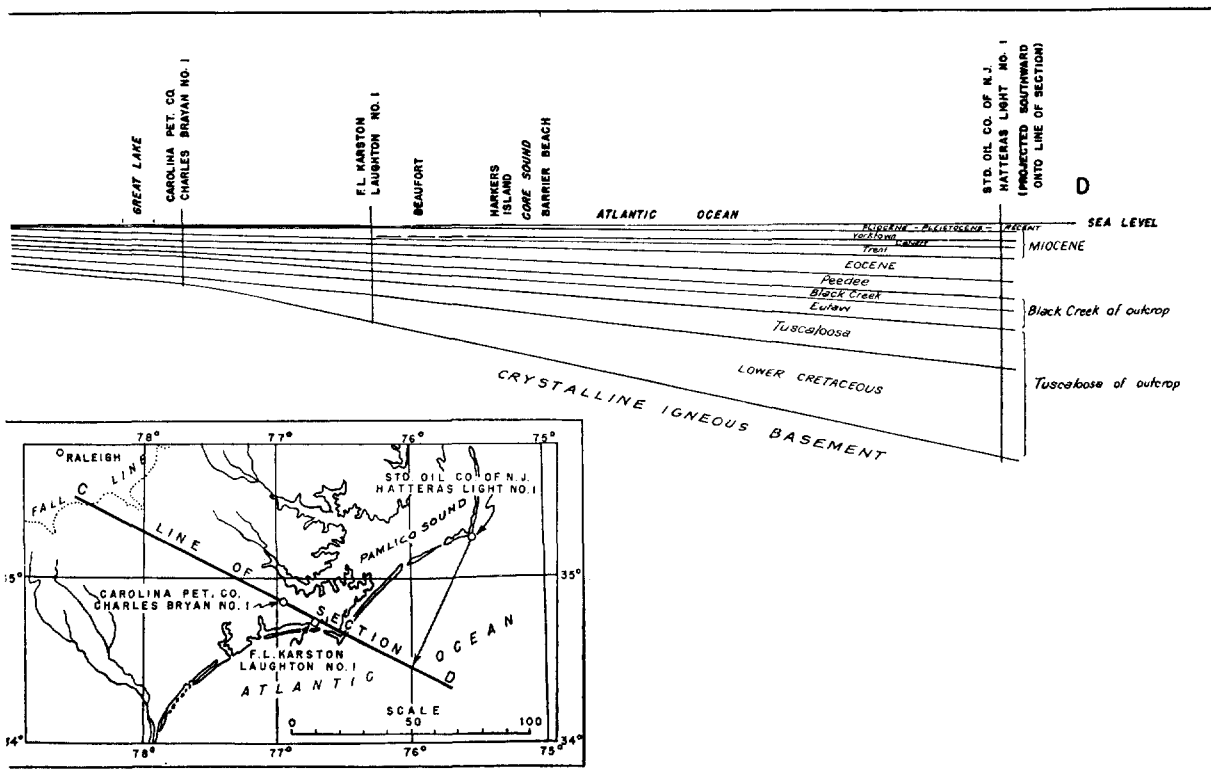 GREAT LAKE
CAROLINA PET. CO.
CHARLES BRAYAN NO. 1
F.L. KARSTON
LAUGHTON NO. 1
BEAUFORT
HARKERS
ISLAND
CORE SOUND
BARRIER BEACH
STD. OIL CO. OF N.J.
HATTERAS LIGHT NO. 1
(PROJECTED SOUTHWARD
ONTO LINE OF SECTION)
D
ATLANTIC OCEAN
SEA LEVEL
PLIOCENE - PLEISTOCENE - RECENT
Yorktown
Calvert
Trent
MIOCENE
EOCENE
Peedee
Black Creek
Eutaw
Black Creek of outcrop
Tuscaloosa
LOWER CRETACEOUS
Tuscaloosa of outcrop
CRYSTALLINE IGNEOUS BASEMENT
78° 77° 76° 75°
RALEIGH
FALL LINE
C
STD. OIL CO. OF N.J.
HATTERAS LIGHT NO. 1
PAMLICO SOUND
LINE OF SECTION
35° 35°
CAROLINA PET. CO.
CHARLES BRYAN NO. 1
OCEAN
F.L. KARSTON
LAUGHTON NO. 1
D
ATLANTIC
SCALE
0 50 100
34° 34°
78° 77° 76° 75°